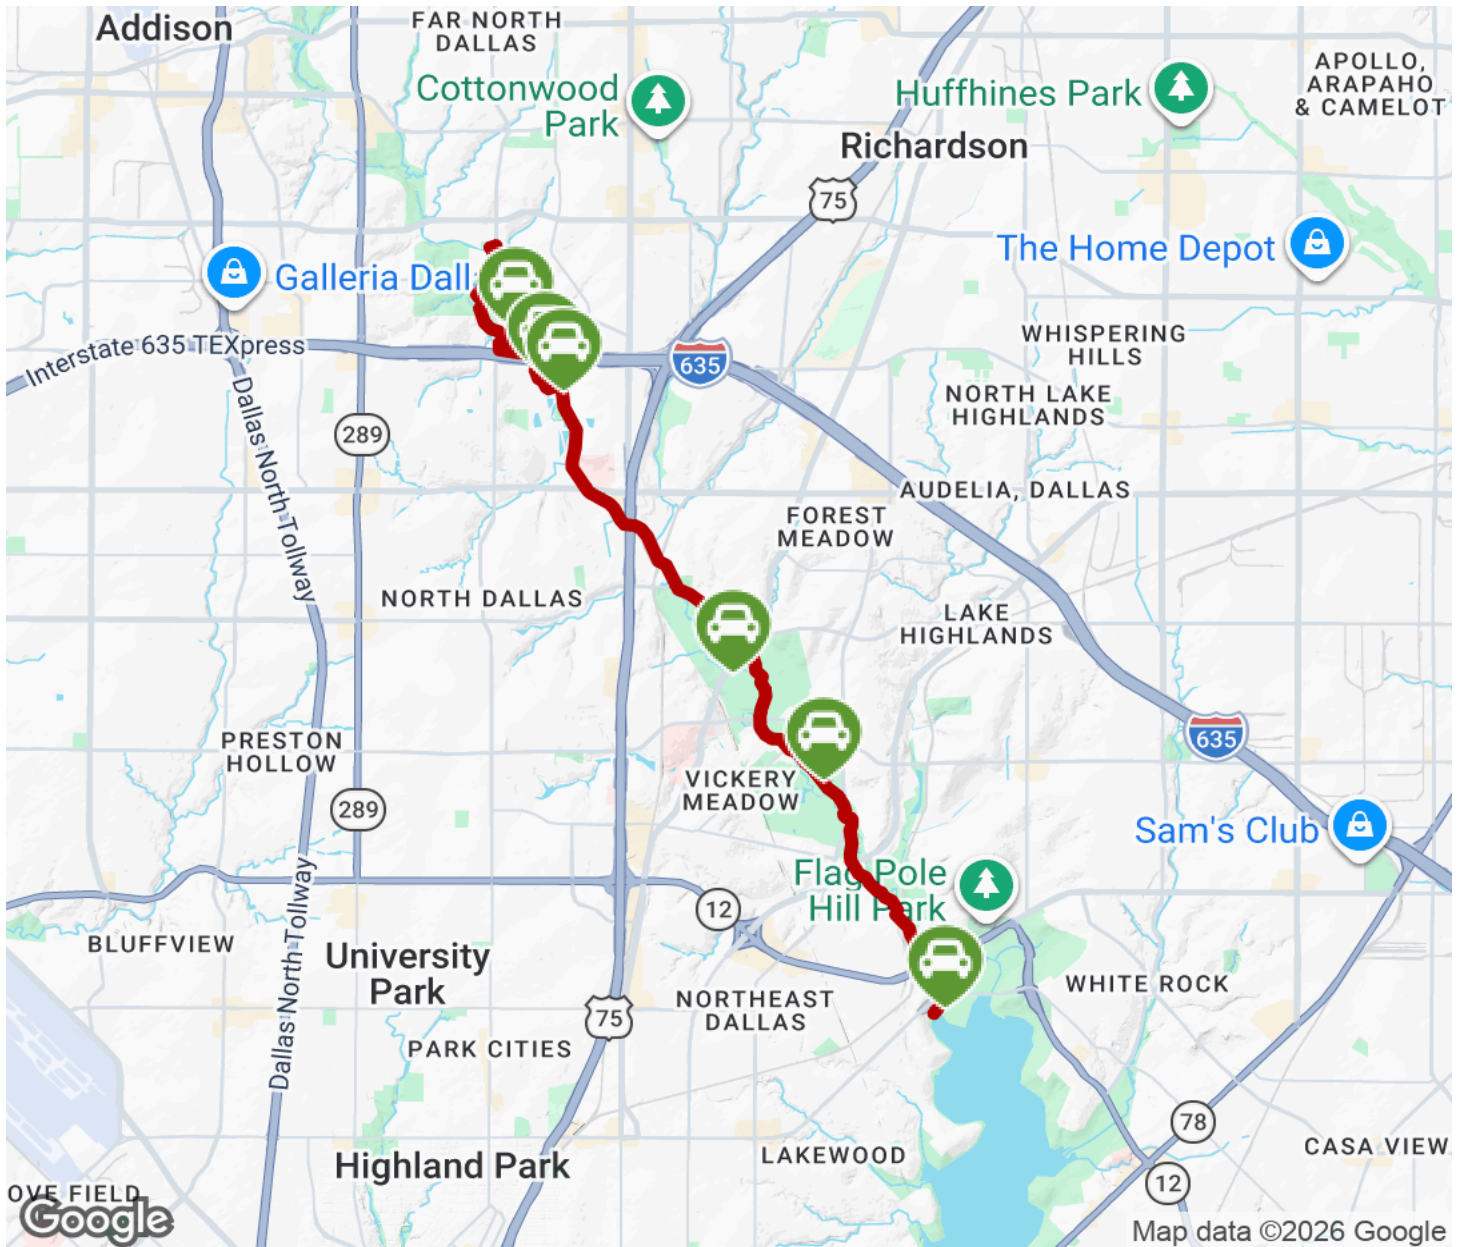 Addison
FAR NORTH
DALLAS
Cottonwood
Park
Huffhines Park
APOLLO,
ARAPAHO
& CAMELOT
Richardson
75
Galleria Dall
The Home Depot
Interstate 635 TEXpress
635
WHISPERING
HILLS
Dallas North Tollway
289
NORTH LAKE
HIGHLANDS
AUDELIA, DALLAS
FOREST
MEADOW
NORTH DALLAS
LAKE
HIGHLANDS
PRESTON
HOLLOW
635
VICKERY
MEADOW
289
Sam's Club
Flag Pole
Hill Park
12
Dallas North Tollway
BLUFFVIEW
University
Park
WHITE ROCK
NORTHEAST
DALLAS
75
PARK CITIES
78
LAKEWOOD
CASA VIEW
Highland Park
12
OVE FIELD
Google
Map data ©2026 Google